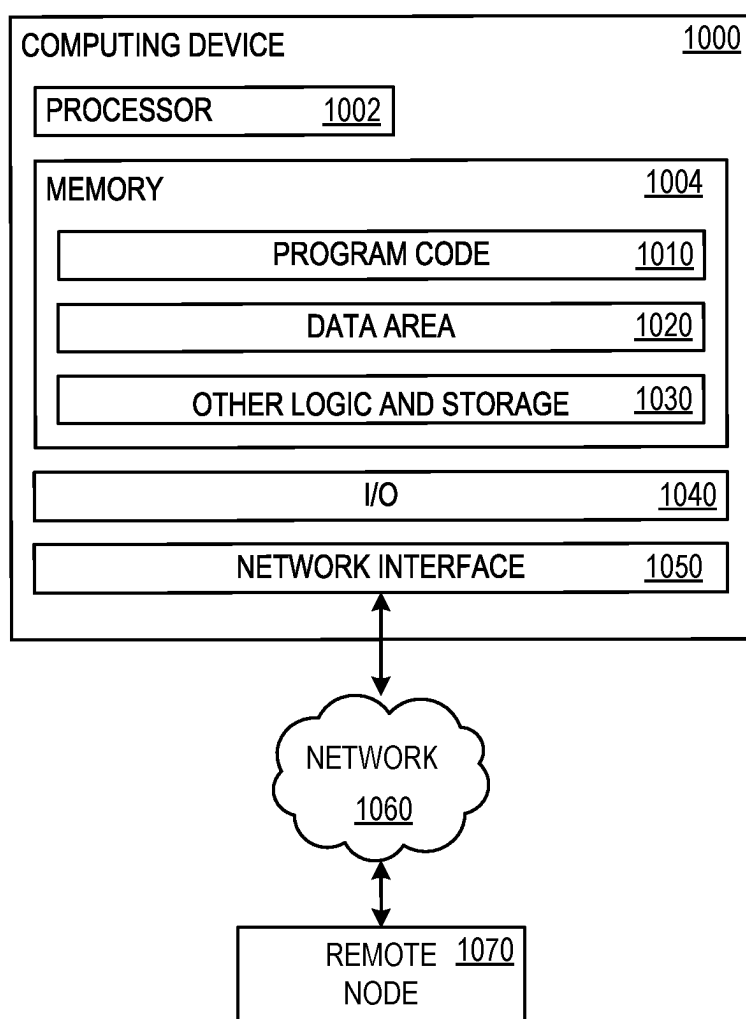 COMPUTING DEVICE 1000
PROCESSOR 1002
MEMORY 1004
PROGRAM CODE 1010
DATA AREA 1020
OTHER LOGIC AND STORAGE 1030
I/O 1040
NETWORK INTERFACE 1050
NETWORK
1060
REMOTE 1070
NODE